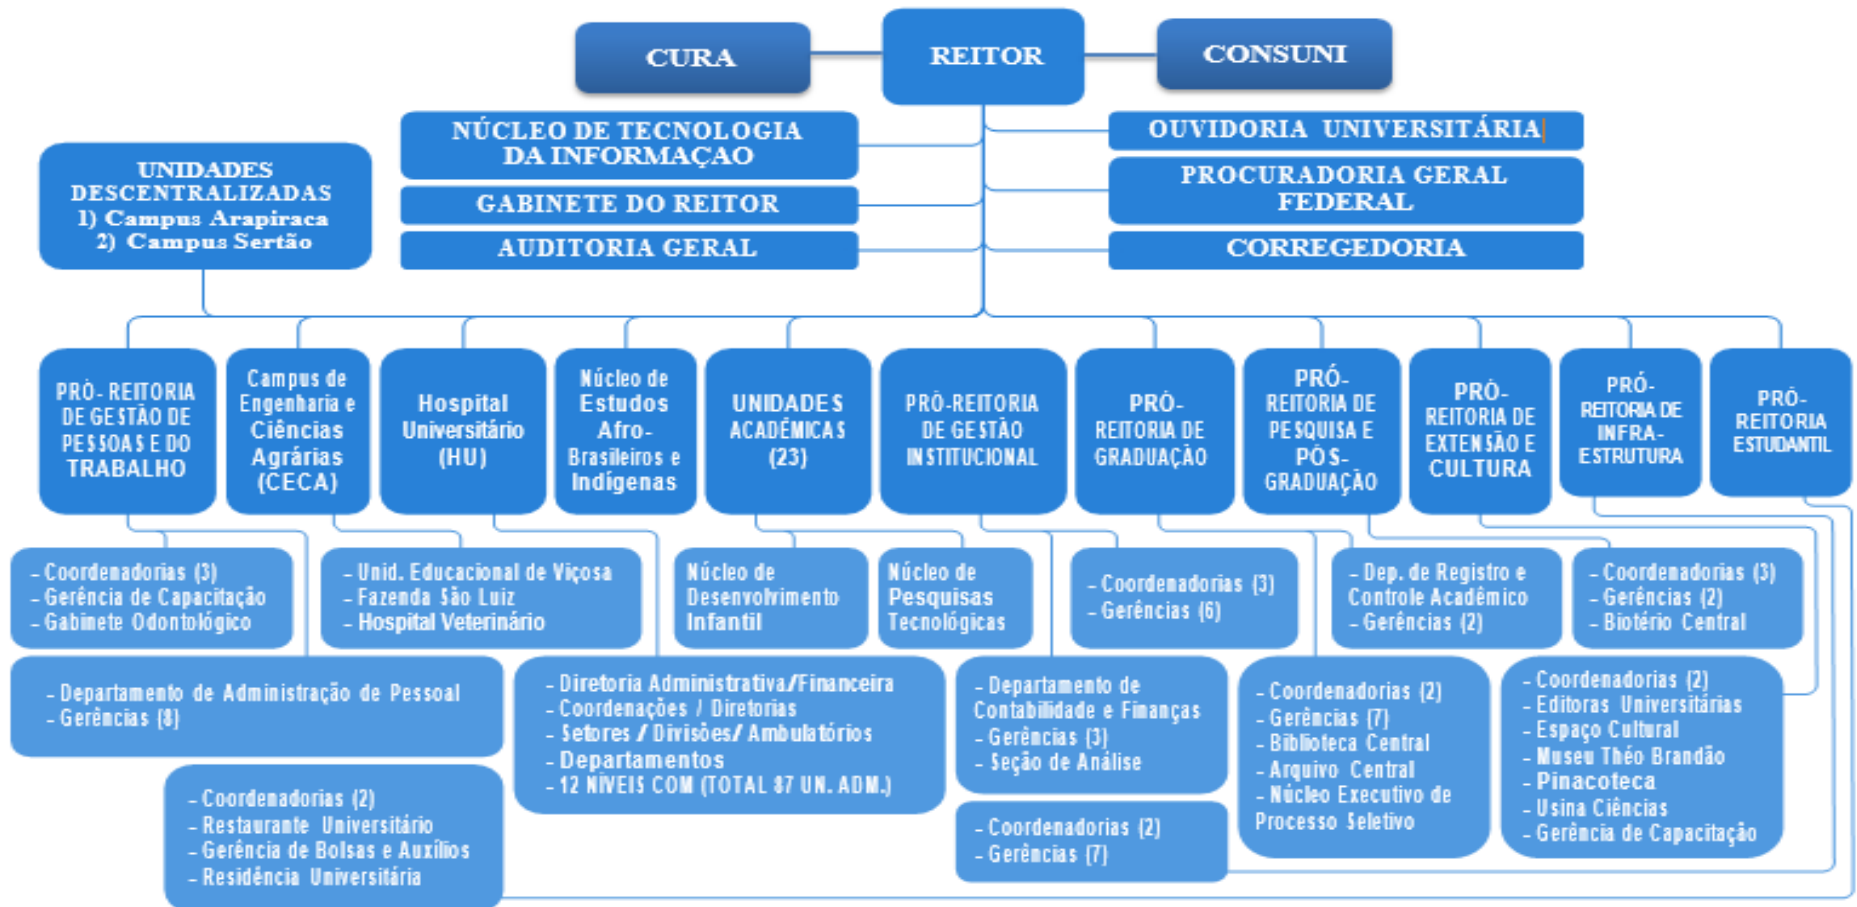 CURA
REITOR
CONSUNI
NÚCLEO DE TECNOLOGIA
DA INFORMAÇAO
OUVIDORIA UNIVERSITÁRIA
UNIDADES
DESCENTRALIZADAS
1) Campus Arapiraca
2) Campus Sertão
GABINETE DO REITOR
PROCURADORIA GERAL
FEDERAL
AUDITORIA GERAL
CORREGEDORIA
PRÓ- REITORIA
DE GESTÃO DE
PESSOAS E DO
TRABALHO
Campus de
Engenharia e
Ciências
Agrárias
(CECA)
Hospital
Universitário
(HU)
Núcleo de
Estudos
Afro-
Brasileiros e
Indígenas
UNIDADES
ACADÊMICAS
(23)
PRÓ-REITORIA
DE GESTÃO
INSTITUCIONAL
PRÓ-
REITORIA DE
GRADUAÇÃO
PRÓ-
REITORIA DE
PESQUISA E
PÓS-
GRADUAÇÃO
PRÓ-
REITORIA DE
EXTENSÃO E
CULTURA
PRÓ-
REITORIA DE
INFRA-
ESTRUTURA
PRÓ-
REITORIA
ESTUDANTIL
- Coordenadorias (3)
- Gerência de Capacitação
- Gabinete Odontológico
- Unid. Educacional de Viçosa
- Fazenda São Luiz
- Hospital Veterinário
Núcleo de
Desenvolvimento
Infantil
Núcleo de
Pesquisas
Tecnológicas
- Coordenadorias (3)
- Gerências (6)
- Dep. de Registro e
Controle Acadêmico
- Gerências (2)
- Coordenadorias (3)
- Gerências (2)
- Biotério Central
- Departamento de Administração de Pessoal
- Gerências (8)
- Diretoria Administrativa/Financeira
- Coordenações / Diretorias
- Setores / Divisões/ Ambulatórios
- Departamentos
- 12 NÍVEIS COM (TOTAL 87 UN. ADM.)
- Departamento de
Contabilidade e Finanças
- Gerências (3)
- Seção de Análise
- Coordenadorias (2)
- Gerências (7)
- Biblioteca Central
- Arquivo Central
- Núcleo Executivo de
Processo Seletivo
- Coordenadorias (2)
- Editoras Universitárias
- Espaço Cultural
- Museu Théo Brandão
- Pinacoteca
- Usina Ciências
- Gerência de Capacitação
- Coordenadorias (2)
- Restaurante Universitário
- Gerência de Bolsas e Auxílios
- Residência Universitária
- Coordenadorias (2)
- Gerências (7)